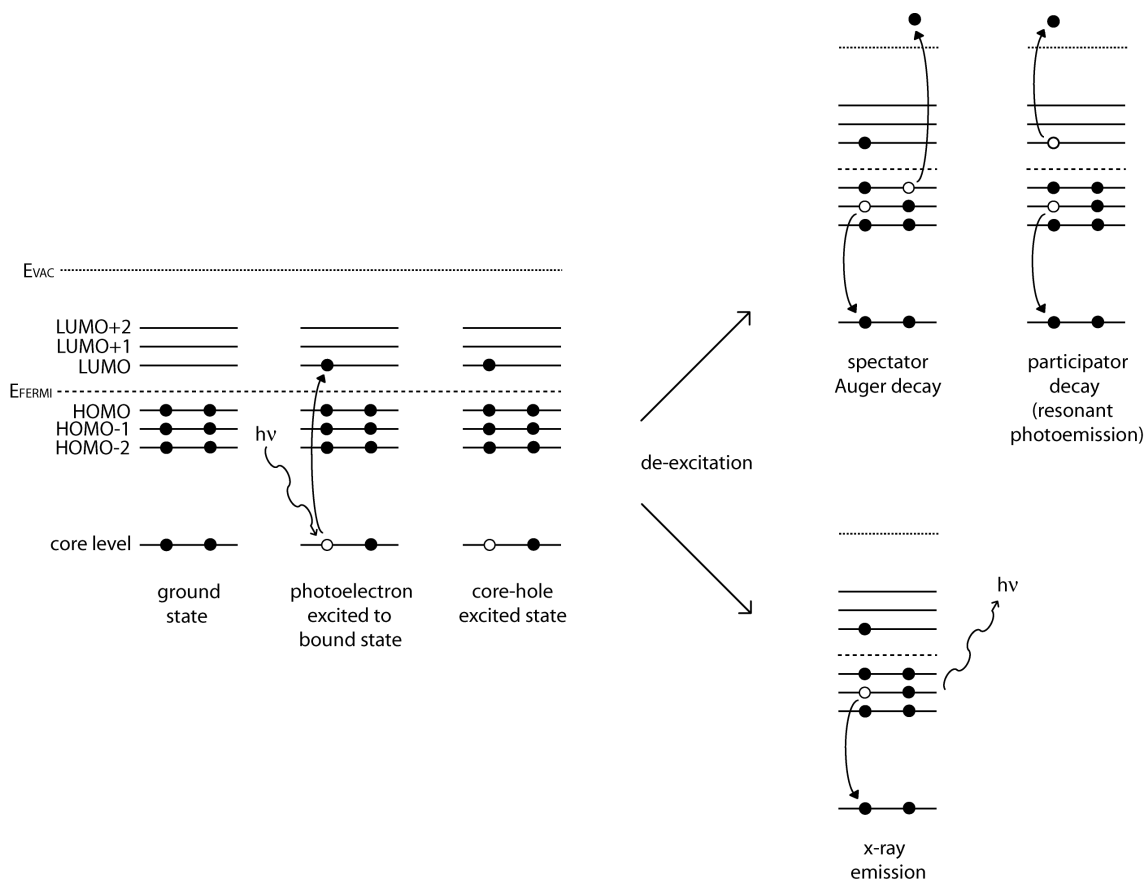 EVAC
LUMO+2
LUMO+1
LUMO
EFERMI
HOMO
HOMO-1
HOMO-2
core level
hν
ground
state
photoelectron
excited to
bound state
core-hole
excited state
de-excitation
spectator
Auger decay
participator
decay
(resonant
photoemission)
hν
x-ray
emission